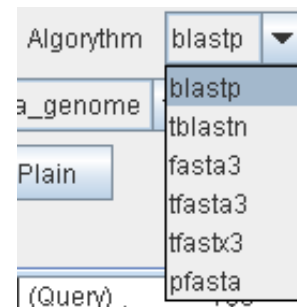 Algorythm blastp
blastp
a_genome
tblastn
fasta3
Plain
tfasta3
tfastx3
pfasta
(Query)